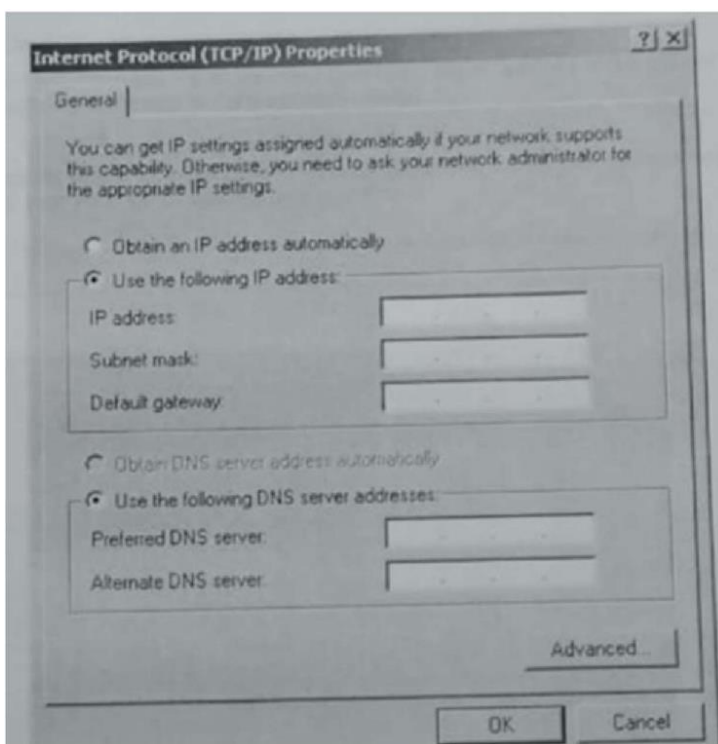 Internet Protocol (TCP/IP) Properties
? X
General
You can get IP settings assigned automatically if your network supports
this capability. Otherwise, you need to ask your network administrator for
the appropriate IP settings.
Obtain an IP address automatically
Use the following IP address:
IP address:
Subnet mask:
Default gateway:
Obtain DNS server address automatically
Use the following DNS server addresses:
Preferred DNS server:
Alternate DNS server:
Advanced...
OK
Cancel